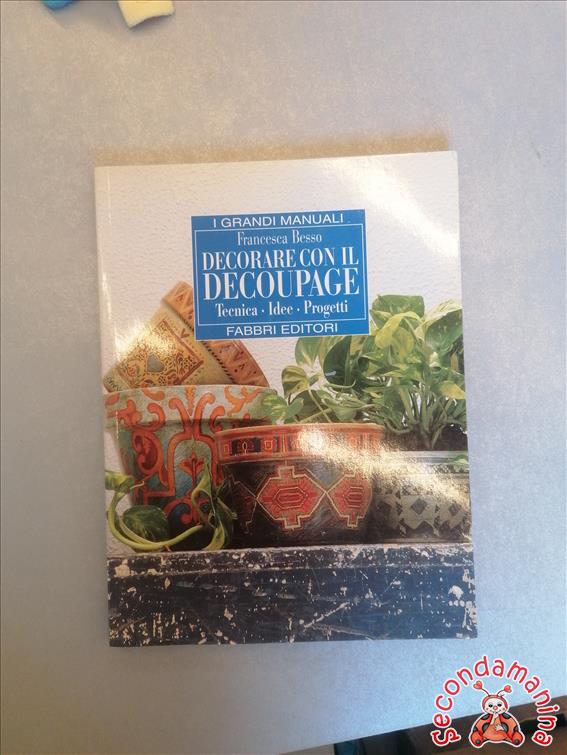 I GRANDI MANUALI
Francesca Besso
DECORARE CON IL
DECOUPAGE
Tecnica · Idee · Progetti
FABBRI EDITORI
secondamanina